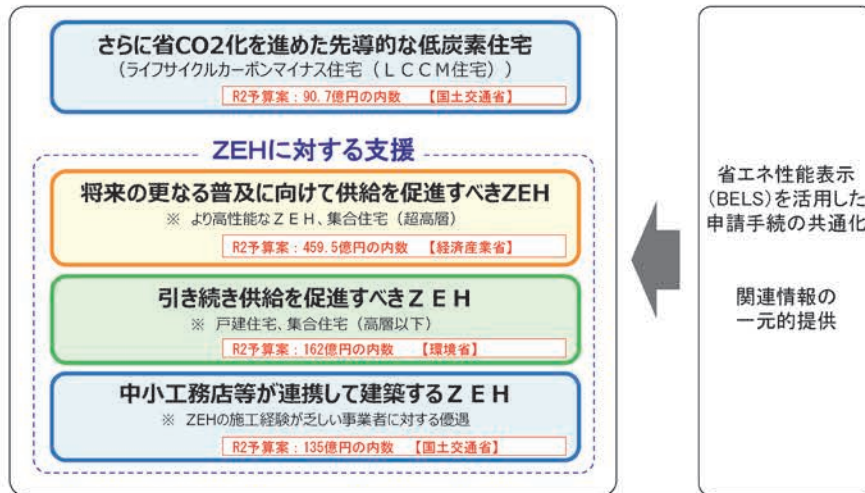 さらに省CO2化を進めた先導的な低炭素住宅
（ライフサイクルカーボンマイナス住宅（ＬＣＣＭ住宅））
R2予算案：90.7億円の内数 【国土交通省】
ZEHに対する支援
将来の更なる普及に向けて供給を促進すべきZEH
※ より高性能なＺＥＨ、集合住宅（超高層）
R2予算案：459.5億円の内数 【経済産業省】
引き続き供給を促進すべきＺＥＨ
※ 戸建住宅、集合住宅（高層以下）
R2予算案：162億円の内数 【環境省】
中小工務店等が連携して建築するＺＥＨ
※ ZEHの施工経験が乏しい事業者に対する優遇
R2予算案：135億円の内数 【国土交通省】
省エネ性能表示
(BELS)を活用した
申請手続の共通化
関連情報の
一元的提供